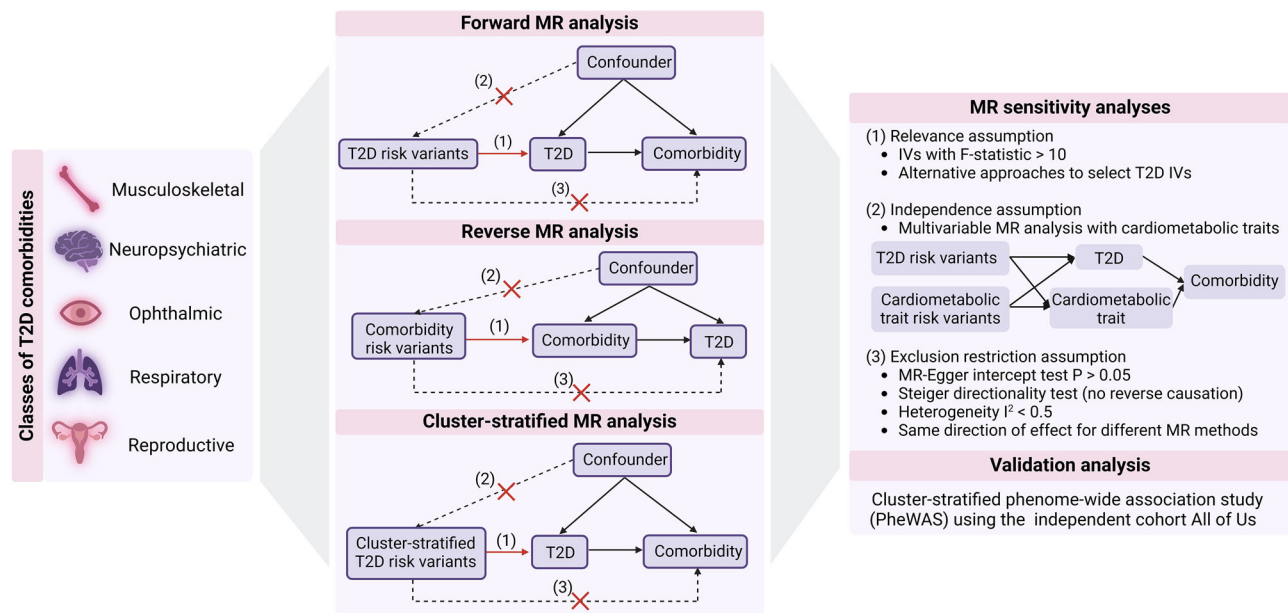 Classes of T2D comorbidities
Musculoskeletal
Neuropsychiatric
Ophthalmic
Respiratory
Reproductive
Forward MR analysis
Confounder
(2)
T2D risk variants
(1)
T2D
Comorbidity
(3)
Reverse MR analysis
Confounder
(2)
Comorbidity
risk variants
(1)
Comorbidity
T2D
(3)
Cluster-stratified MR analysis
Confounder
(2)
Cluster-stratified
T2D risk variants
(1)
T2D
Comorbidity
(3)
MR sensitivity analyses
(1) Relevance assumption
• IVs with F-statistic > 10
• Alternative approaches to select T2D IVs
(2) Independence assumption
• Multivariable MR analysis with cardiometabolic traits
T2D risk variants
T2D
Comorbidity
Cardiometabolic
trait risk variants
Cardiometabolic
trait
(3) Exclusion restriction assumption
• MR-Egger intercept test P > 0.05
• Steiger directionality test (no reverse causation)
• Heterogeneity I² < 0.5
• Same direction of effect for different MR methods
Validation analysis
Cluster-stratified phenome-wide association study
(PheWAS) using the independent cohort All of Us